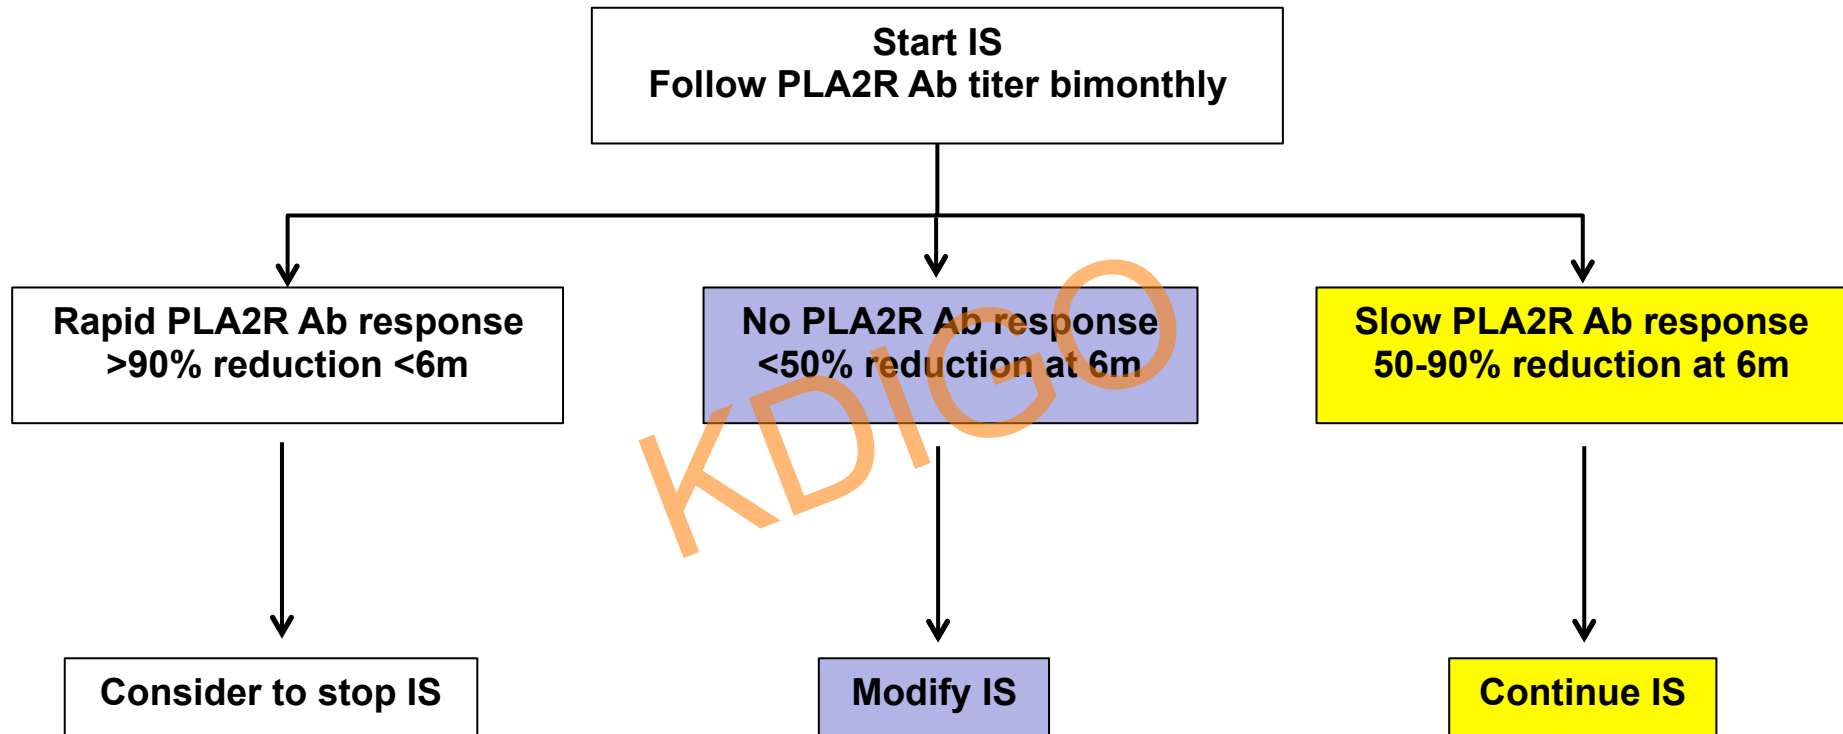 Start IS
Follow PLA2R Ab titer bimonthly
Rapid PLA2R Ab response
>90% reduction <6m
No PLA2R Ab response
<50% reduction at 6m
Slow PLA2R Ab response
50-90% reduction at 6m
KDIGO
Consider to stop IS
Modify IS
Continue IS